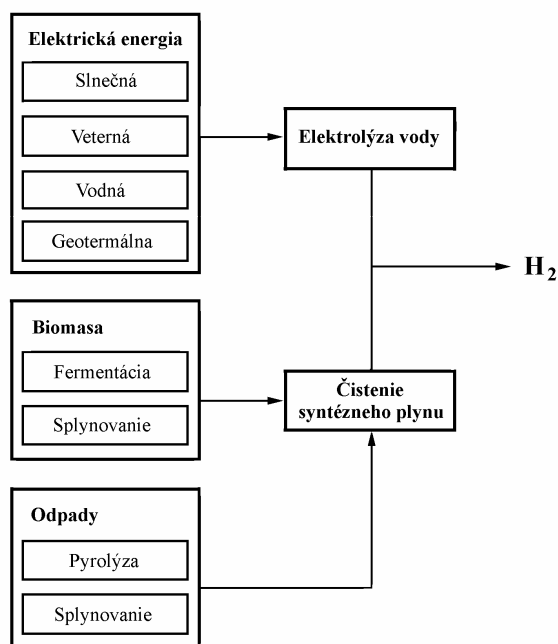 Elektrická energia
Slnečná
Veterná
Vodná
Geotermálna
Elektrolýza vody
H2
Biomasa
Fermentácia
Splynovanie
Čistenie
syntézneho plynu
Odpady
Pyrolýza
Splynovanie